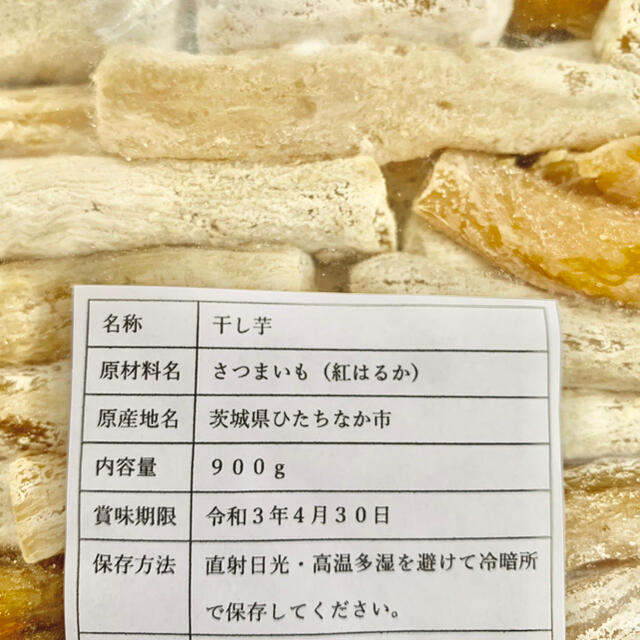 名称 干し芋
原材料名 さつまいも（紅はるか）
原産地名 茨城県ひたちなか市
内容量 ９００ｇ
賞味期限 令和３年４月３０日
保存方法 直射日光・高温多湿を避けて冷暗所
で保存してください。